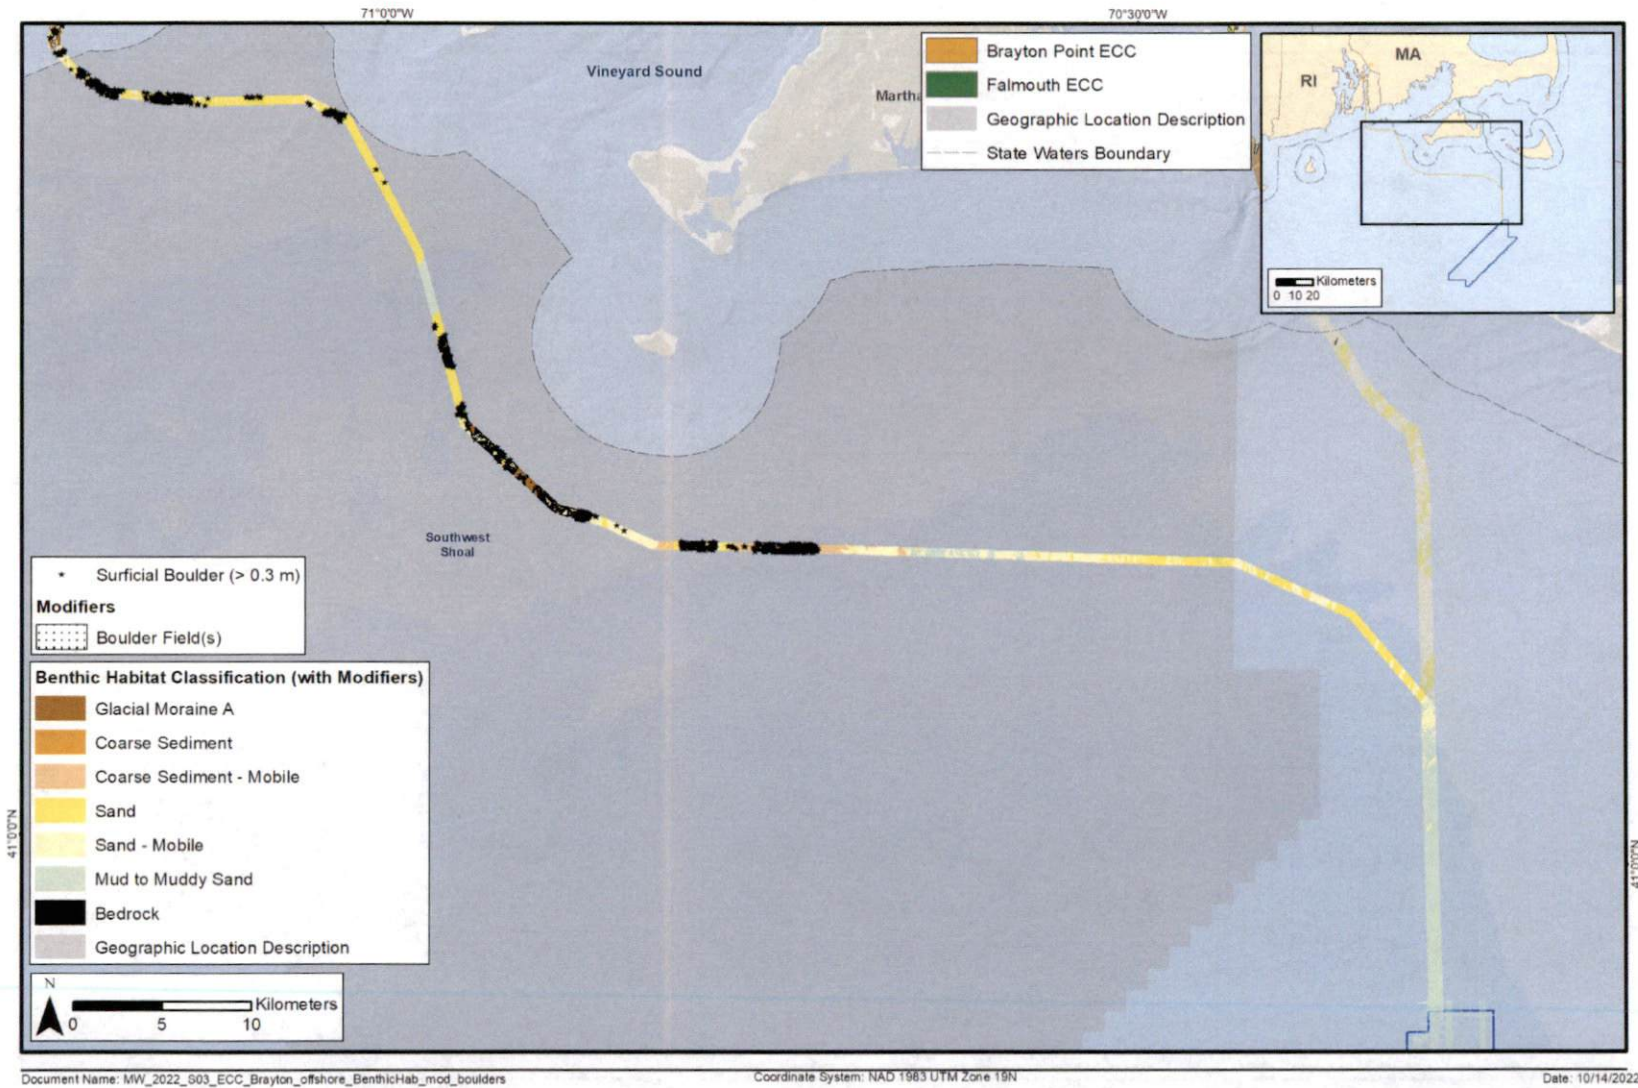 71°0'0"W
70°30'0"W
Vineyard Sound
Martha
Brayton Point ECC
Falmouth ECC
Geographic Location Description
State Waters Boundary
MA
RI
Kilometers
0 10 20
Southwest
Shoal
Surficial Boulder (> 0.3 m)
Modifiers
Boulder Field(s)
Benthic Habitat Classification (with Modifiers)
Glacial Moraine A
Coarse Sediment
Coarse Sediment - Mobile
Sand
Sand - Mobile
Mud to Muddy Sand
Bedrock
Geographic Location Description
N
Kilometers
0 5 10
41°0'0"N
41°0'0"N
Document Name: MW_2022_S03_ECC_Brayton_offshore_BenthicHab_mod_boulders
Coordinate System: NAD 1983 UTM Zone 19N
Date: 10/14/2022